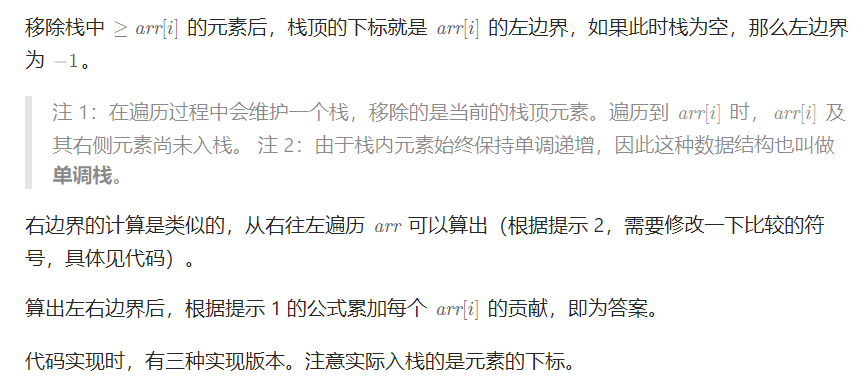 移除栈中 ≥ arr[i] 的元素后，栈顶的下标就是 arr[i] 的左边界，如果此时栈为空，那么左边界
为 −1。
注 1：在遍历过程中会维护一个栈，移除的是当前的栈顶元素。遍历到 arr[i] 时，arr[i] 及
其右侧元素尚未入栈。 注 2：由于栈内元素始终保持单调递增，因此这种数据结构也叫做
单调栈。
右边界的计算是类似的，从右往左遍历 arr 可以算出（根据提示 2，需要修改一下比较的符
号，具体见代码）。
算出左右边界后，根据提示 1 的公式累加每个 arr[i] 的贡献，即为答案。
代码实现时，有三种实现版本。注意实际入栈的是元素的下标。